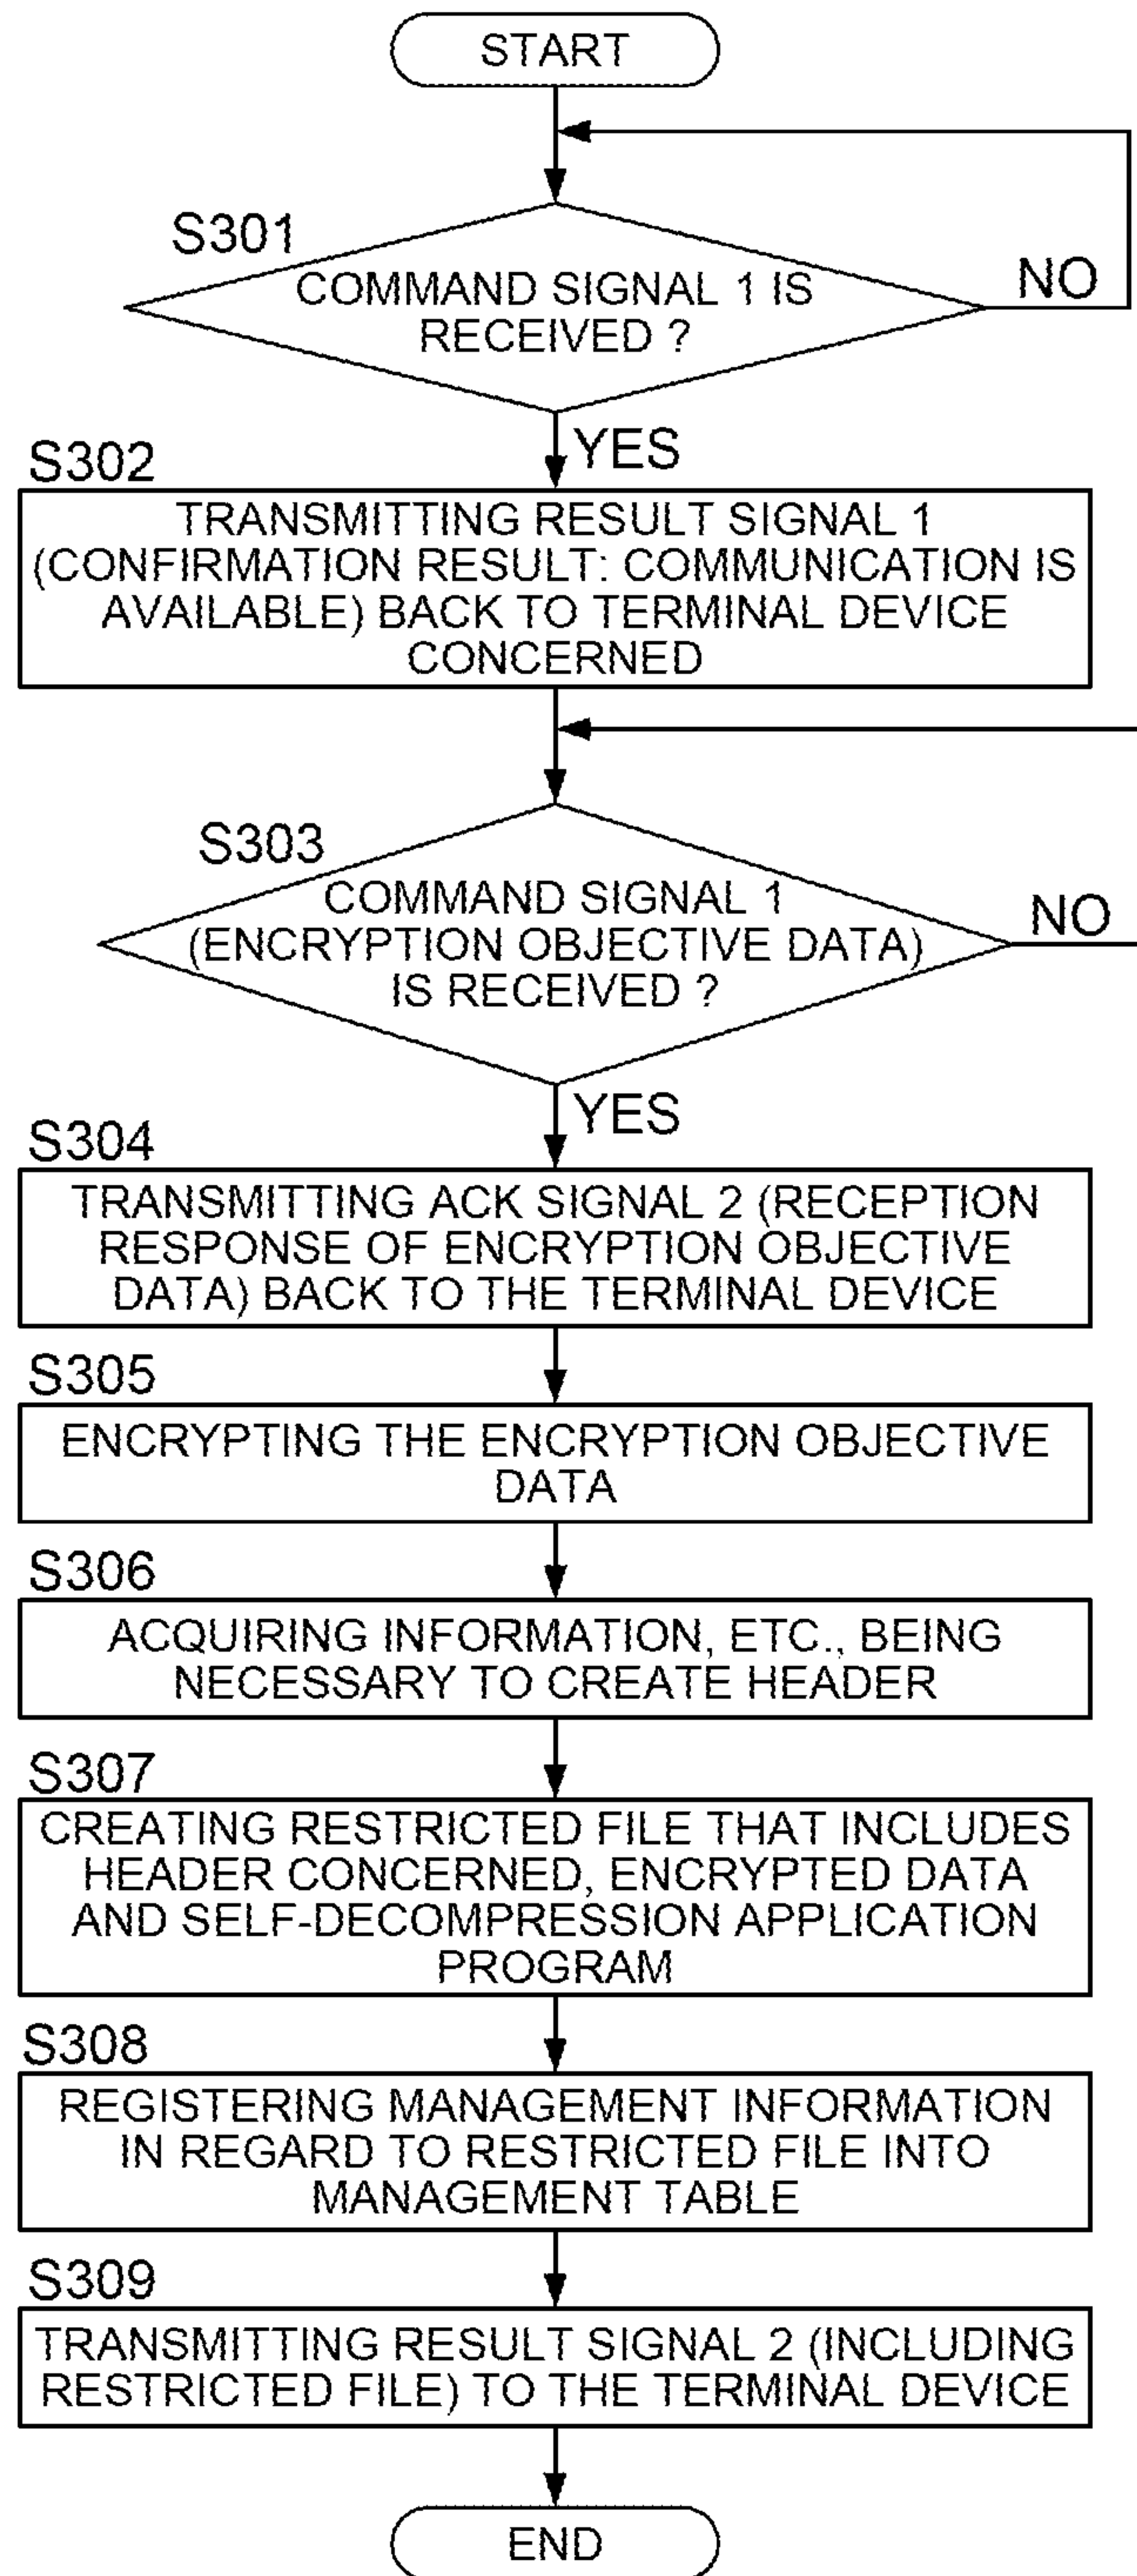 START
S301
COMMAND SIGNAL 1 IS
RECEIVED ?
NO
YES
S302
TRANSMITTING RESULT SIGNAL 1
(CONFIRMATION RESULT: COMMUNICATION IS
AVAILABLE) BACK TO TERMINAL DEVICE
CONCERNED
S303
COMMAND SIGNAL 1
(ENCRYPTION OBJECTIVE DATA)
IS RECEIVED ?
NO
YES
S304
TRANSMITTING ACK SIGNAL 2 (RECEPTION
RESPONSE OF ENCRYPTION OBJECTIVE
DATA) BACK TO THE TERMINAL DEVICE
S305
ENCRYPTING THE ENCRYPTION OBJECTIVE
DATA
S306
ACQUIRING INFORMATION, ETC., BEING
NECESSARY TO CREATE HEADER
S307
CREATING RESTRICTED FILE THAT INCLUDES
HEADER CONCERNED, ENCRYPTED DATA
AND SELF-DECOMPRESSION APPLICATION
PROGRAM
S308
REGISTERING MANAGEMENT INFORMATION
IN REGARD TO RESTRICTED FILE INTO
MANAGEMENT TABLE
S309
TRANSMITTING RESULT SIGNAL 2 (INCLUDING
RESTRICTED FILE) TO THE TERMINAL DEVICE
END